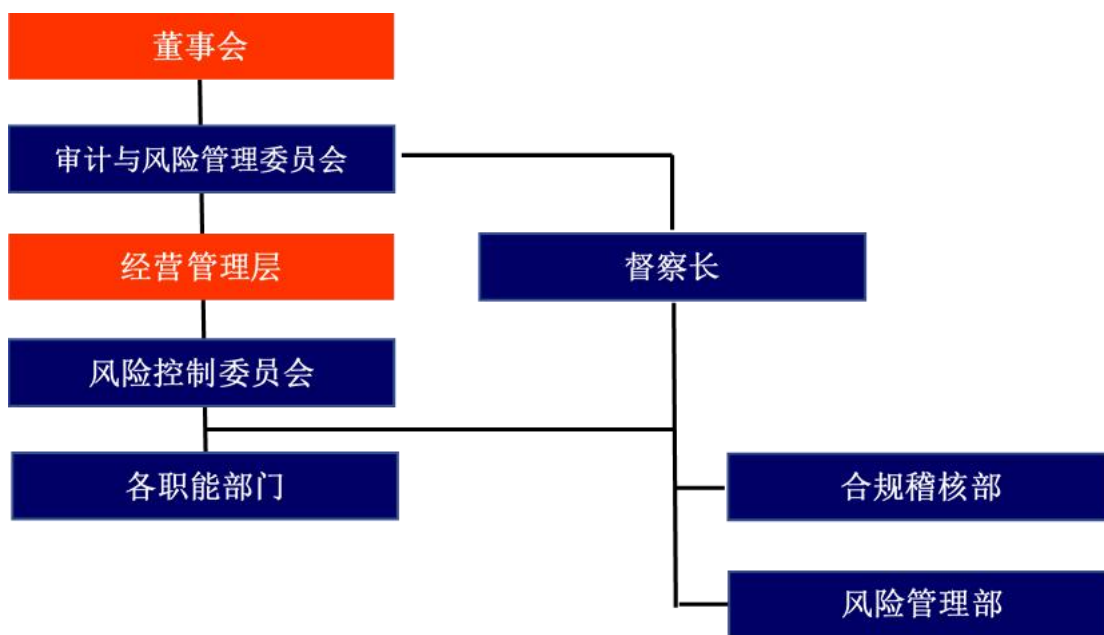 董事会
审计与风险管理委员会
经营管理层
督察长
风险控制委员会
各职能部门
合规稽核部
风险管理部